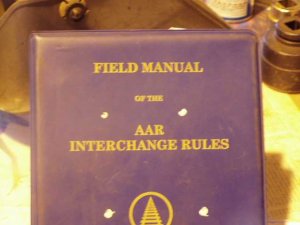 FIELD MANUAL
OF THE
AAR
INTERCHANGE RULES